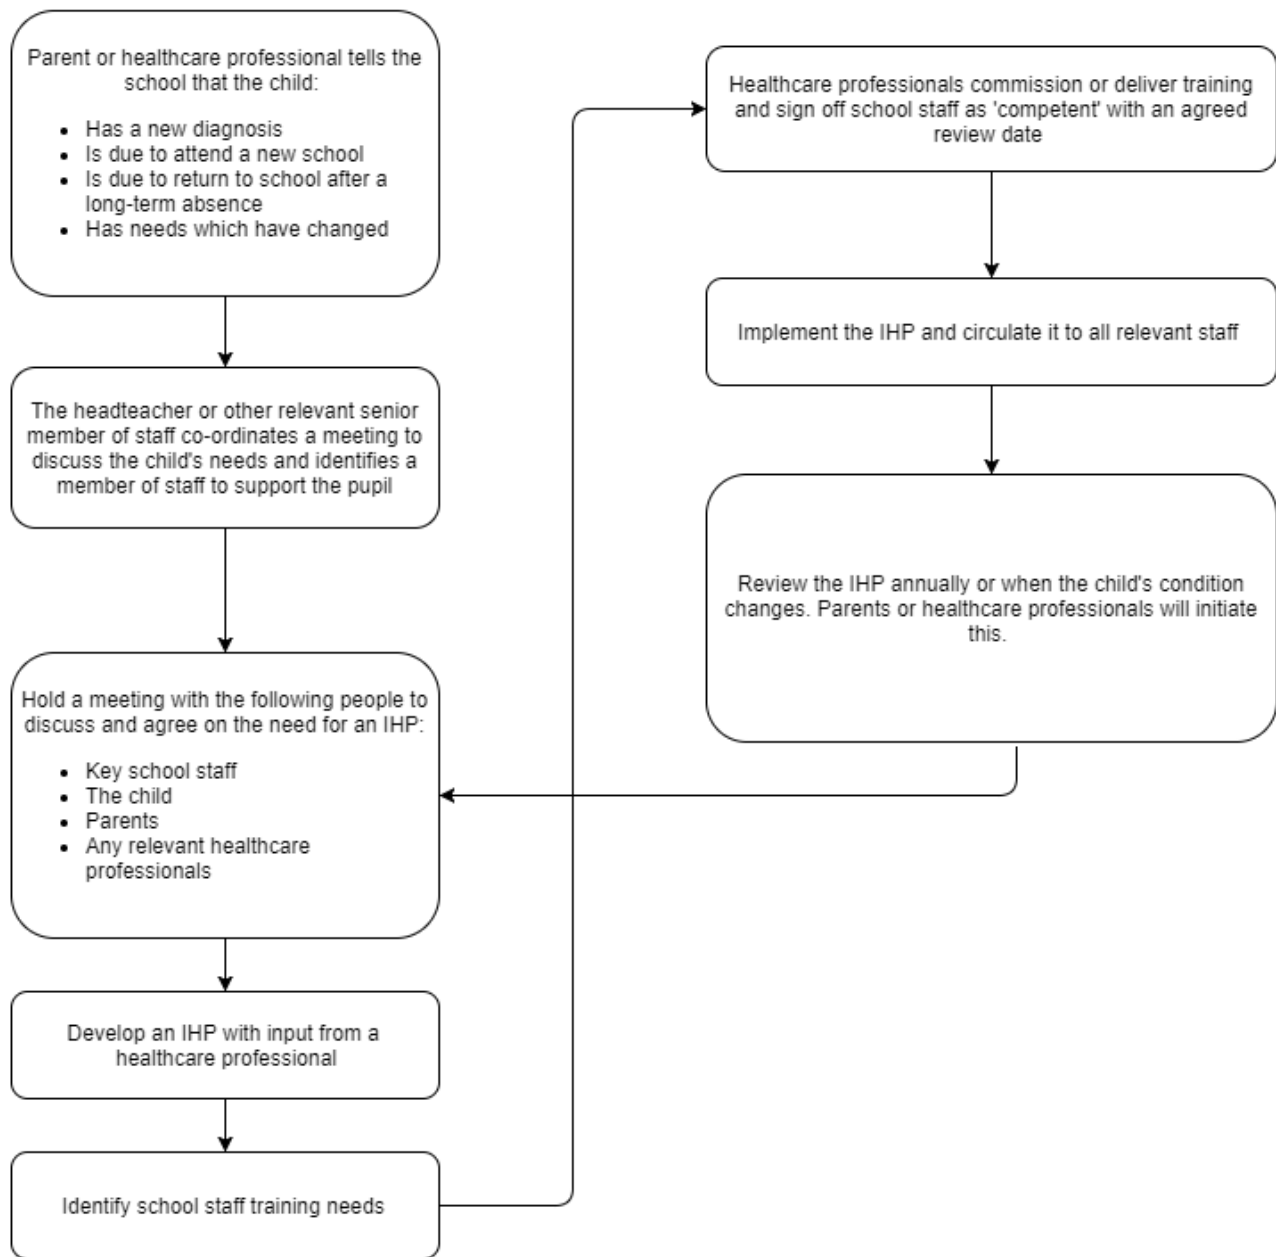 Parent or healthcare professional tells the
school that the child:
• Has a new diagnosis
• Is due to attend a new school
• Is due to return to school after a
long-term absence
• Has needs which have changed
The headteacher or other relevant senior
member of staff co-ordinates a meeting to
discuss the child's needs and identifies a
member of staff to support the pupil
Hold a meeting with the following people to
discuss and agree on the need for an IHP:
• Key school staff
• The child
• Parents
• Any relevant healthcare
professionals
Develop an IHP with input from a
healthcare professional
Identify school staff training needs
Healthcare professionals commission or deliver training
and sign off school staff as 'competent' with an agreed
review date
Implement the IHP and circulate it to all relevant staff
Review the IHP annually or when the child's condition
changes. Parents or healthcare professionals will initiate
this.